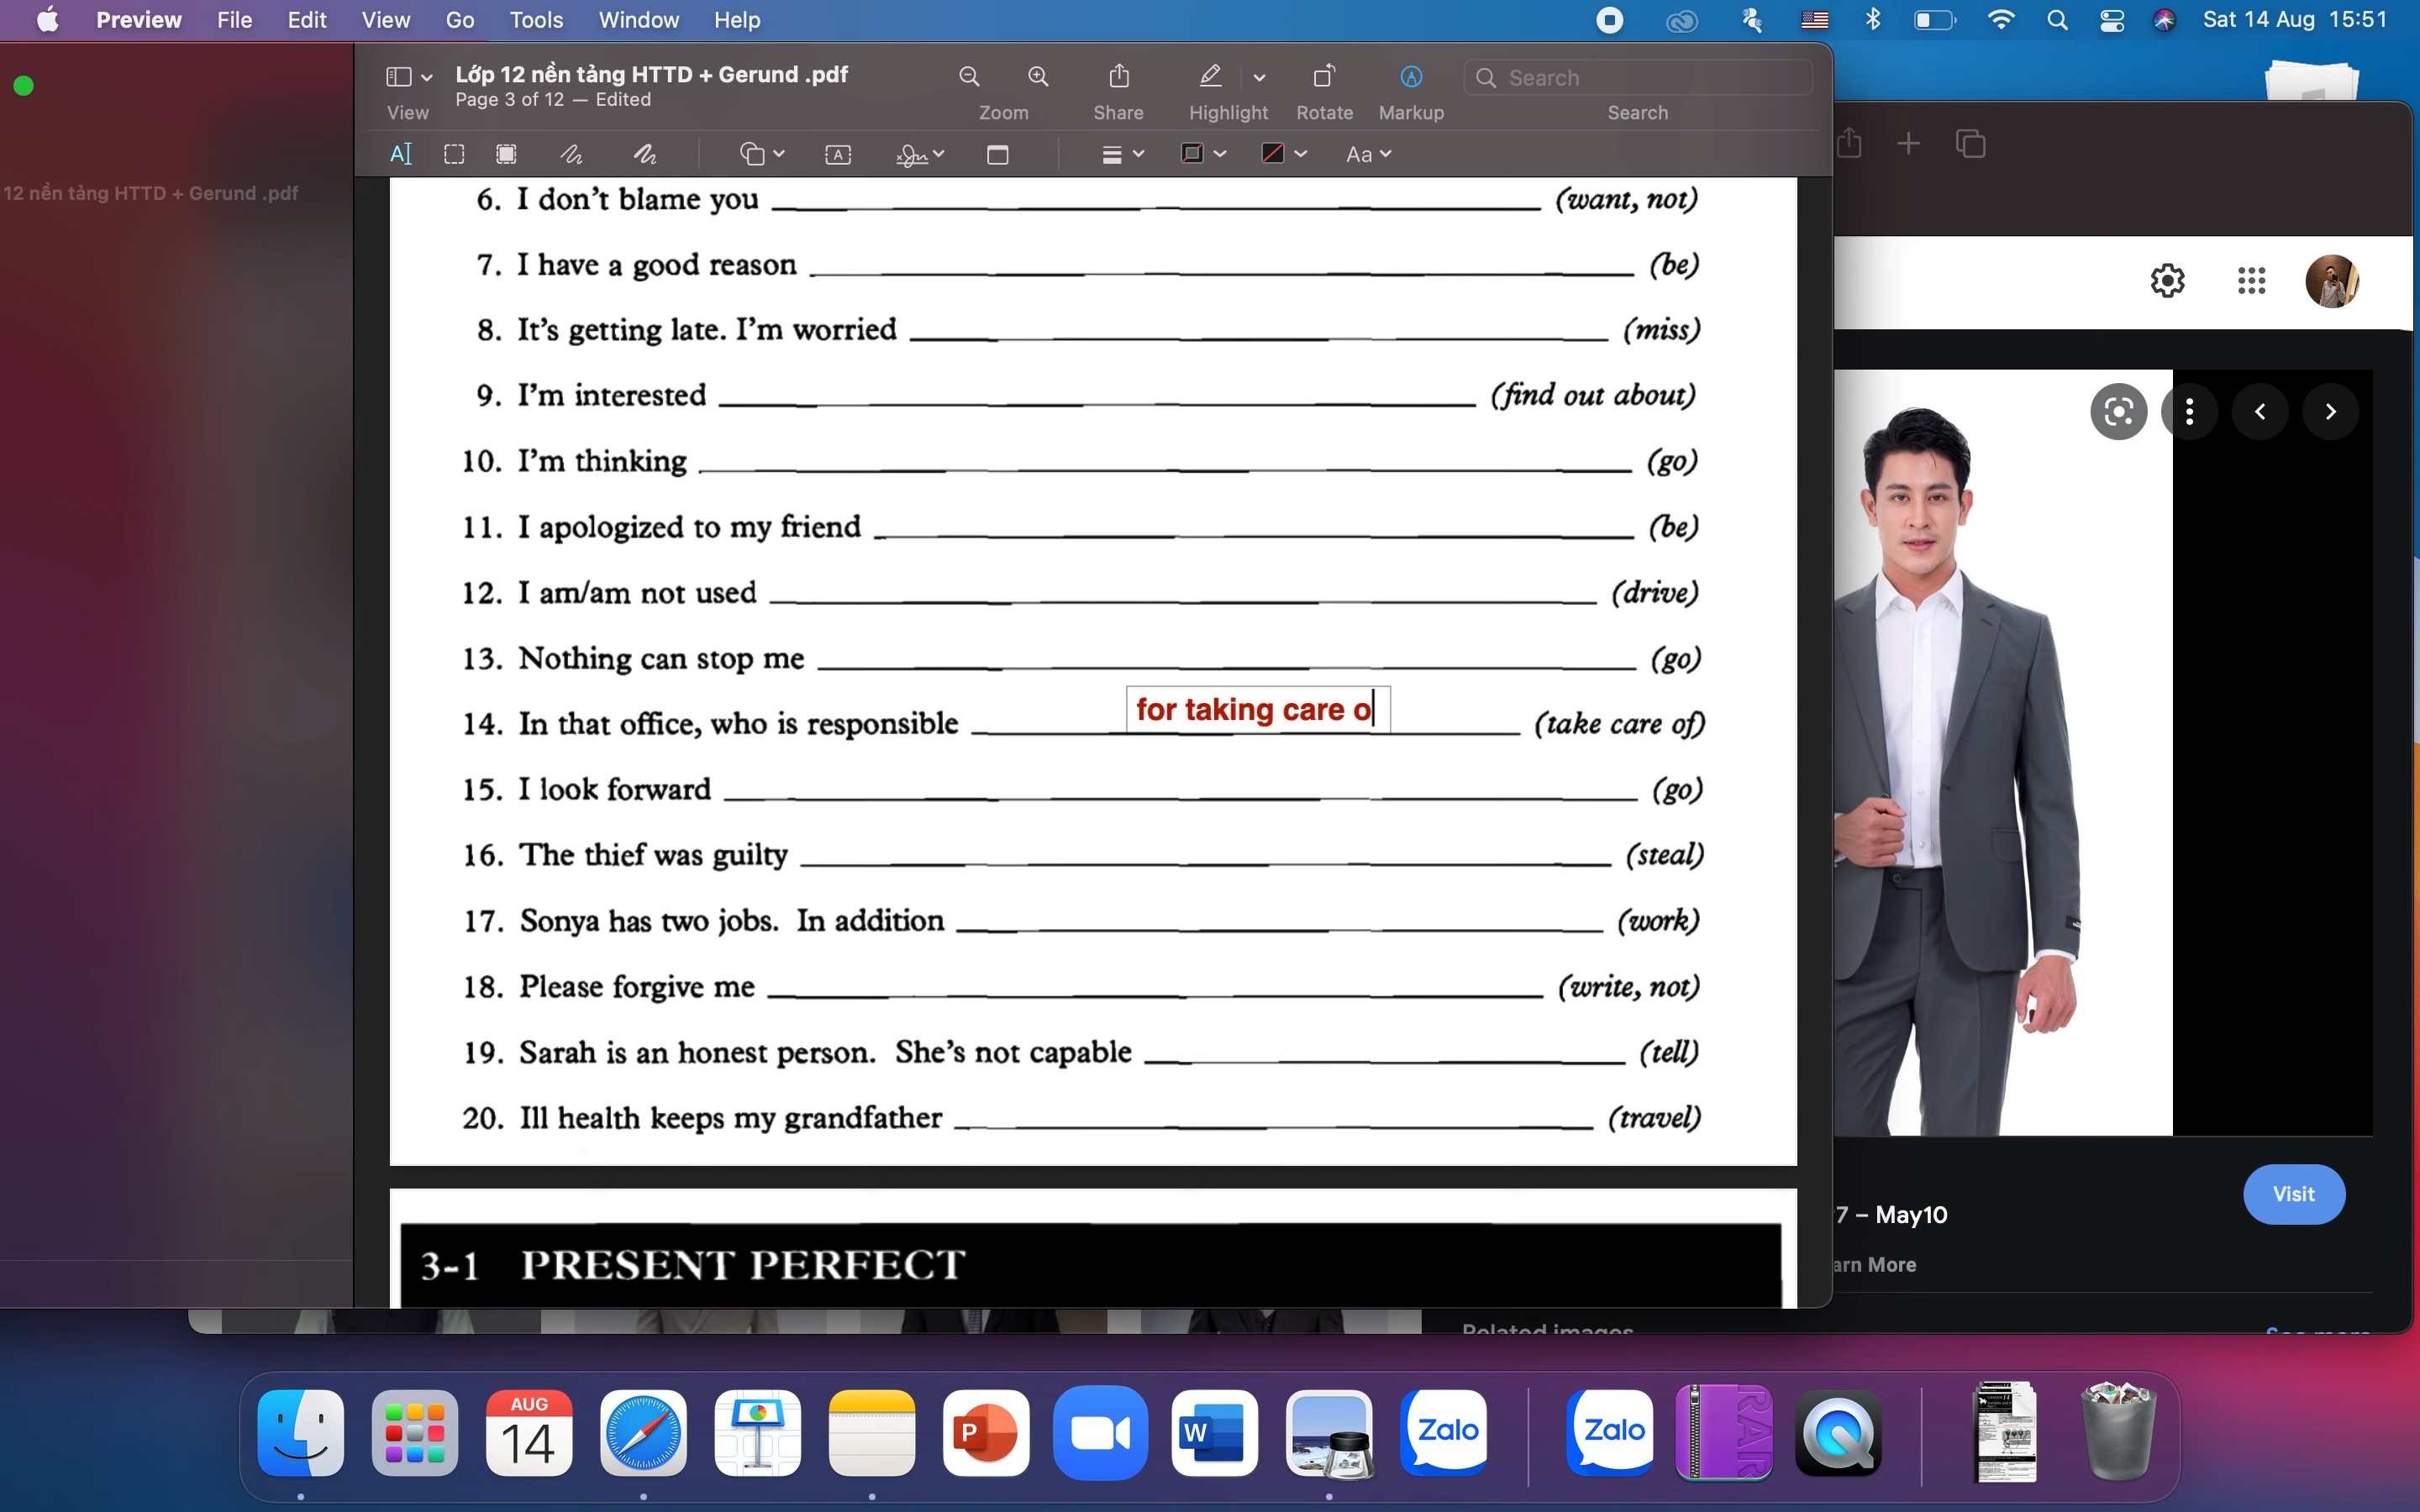 Preview File Edit View Go Tools Window Help Sat 14 Aug 15:51
Lớp 12 nền tảng HTTD + Gerund .pdf
Page 3 of 12 — Edited
Search
View Zoom Share Highlight Rotate Markup Search
Aa
12 nền tảng HTTD + Gerund .pdf
6. I don't blame you (want, not)
7. I have a good reason (be)
8. It's getting late. I'm worried (miss)
9. I'm interested (find out about)
10. I'm thinking (go)
11. I apologized to my friend (be)
12. I am/am not used (drive)
13. Nothing can stop me (go)
for taking care o
14. In that office, who is responsible (take care of)
15. I look forward (go)
16. The thief was guilty (steal)
17. Sonya has two jobs. In addition (work)
18. Please forgive me (write, not)
19. Sarah is an honest person. She's not capable (tell)
20. Ill health keeps my grandfather (travel)
3-1 PRESENT PERFECT
Visit
7 – May10
arn More
Related images
See more
AUG
14
P
W
Zalo
Zalo
RAR